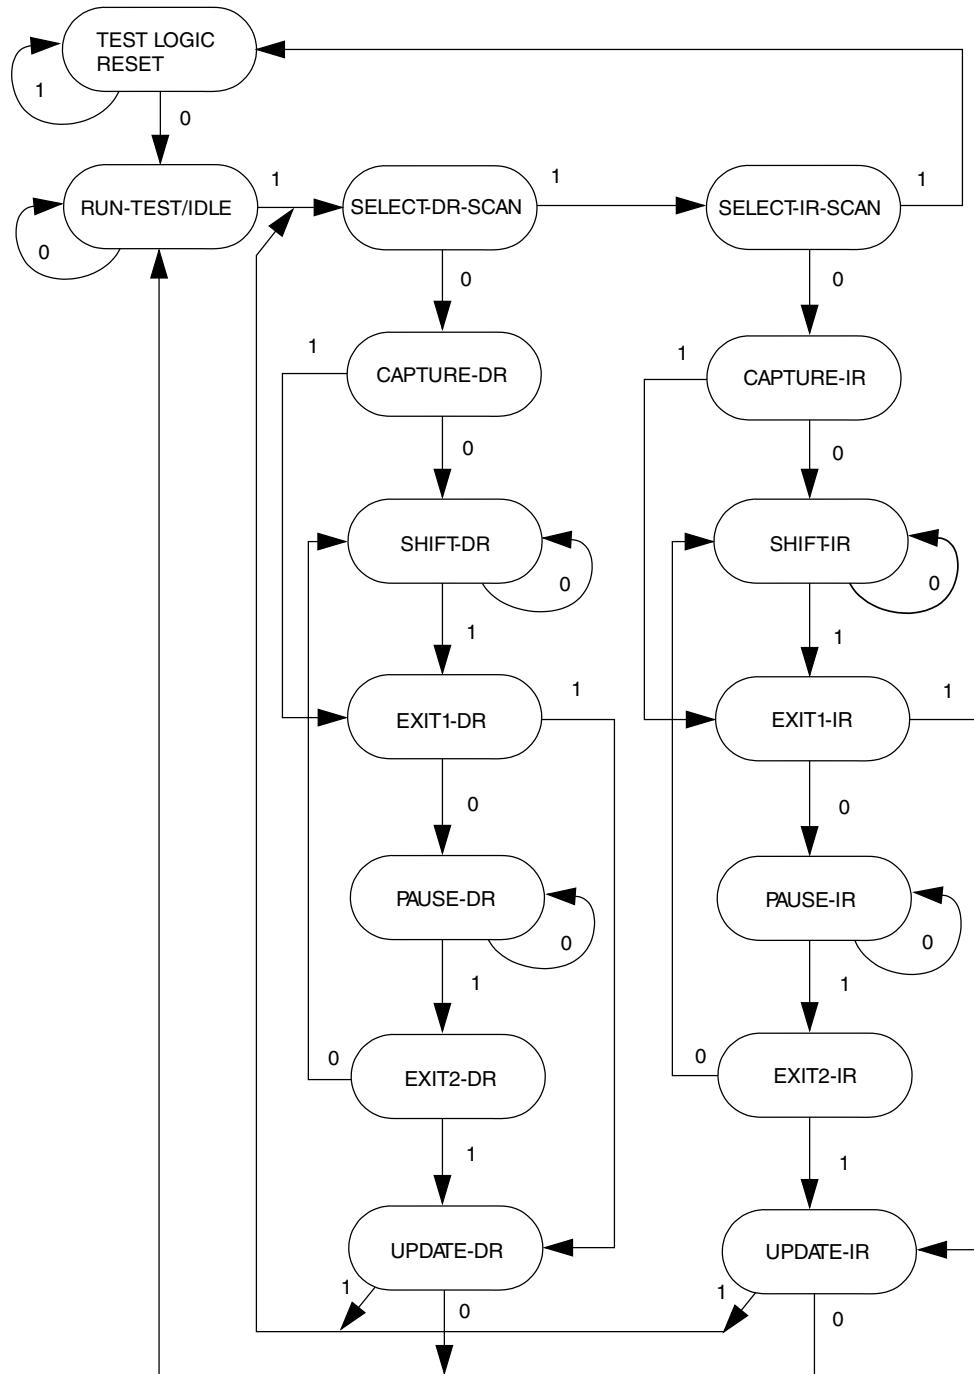 TEST LOGIC
RESET
1
0
RUN-TEST/IDLE
0
1
SELECT-DR-SCAN
1
SELECT-IR-SCAN
1
0
0
1
CAPTURE-DR
1
CAPTURE-IR
0
0
SHIFT-DR
0
SHIFT-IR
0
1
1
EXIT1-DR
1
EXIT1-IR
1
0
0
PAUSE-DR
0
PAUSE-IR
0
1
1
0
EXIT2-DR
0
EXIT2-IR
1
1
UPDATE-DR
UPDATE-IR
1
0
1
0